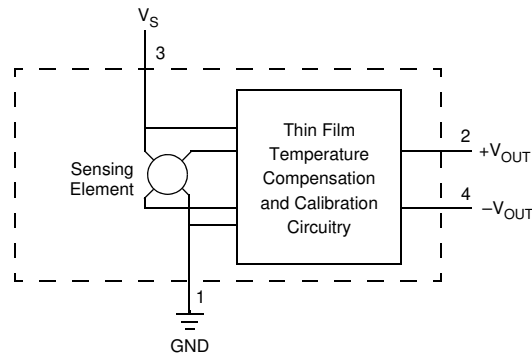 V_S
3
Thin Film
Temperature
Compensation
and Calibration
Circuitry
Sensing
Element
2
+V_OUT
4
–V_OUT
1
GND